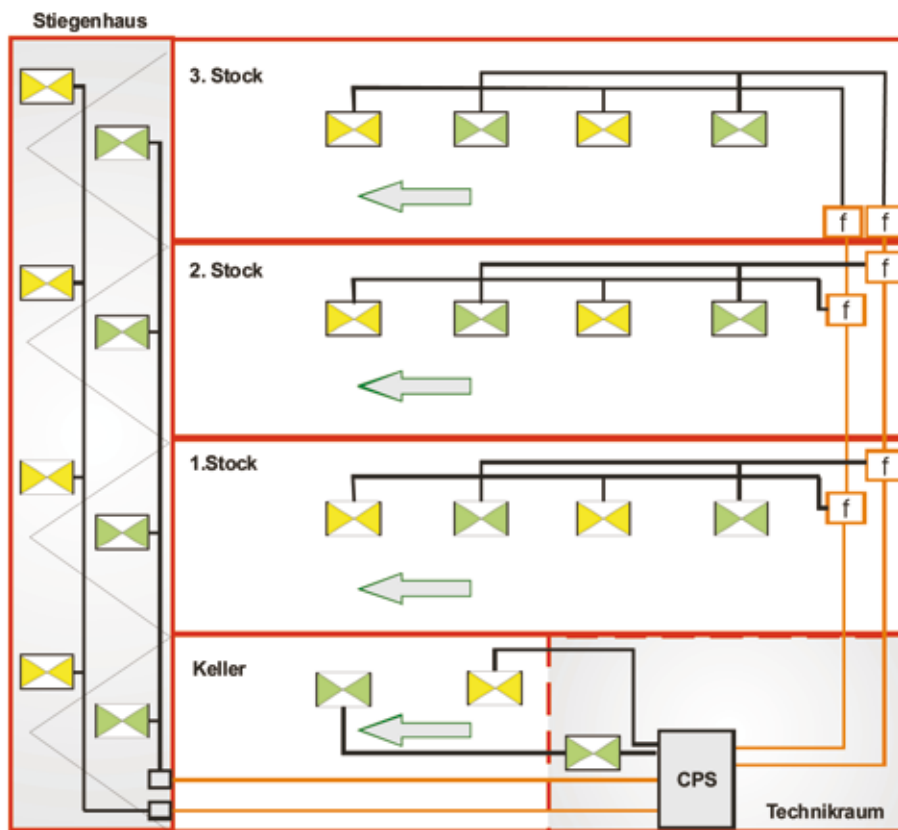 Stiegenhaus
3. Stock
f f
2. Stock
f
f
1.Stock
f
f
Keller
CPS
Technikraum